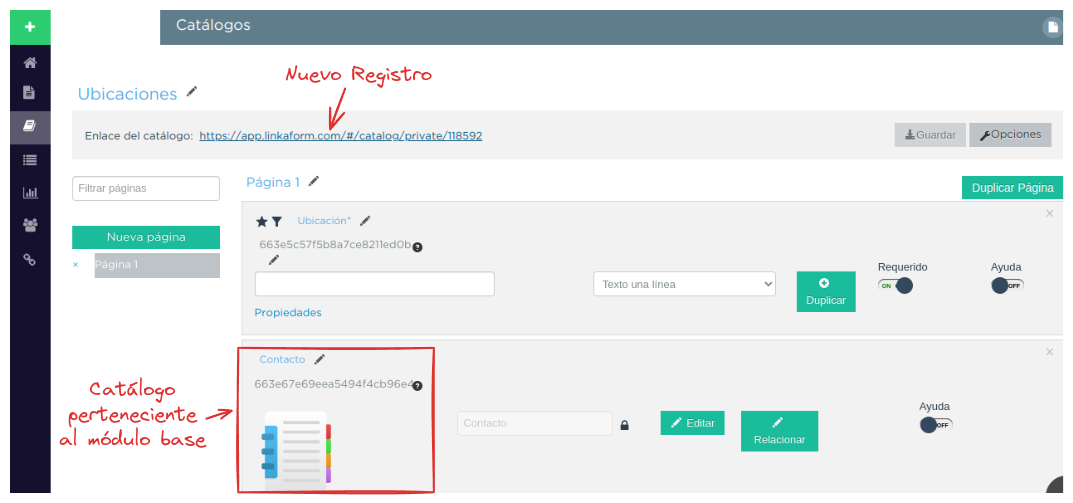 Catálogos
Nuevo Registro
Ubicaciones
Enlace del catálogo: https://app.linkaform.com/#/catalog/private/118592
Guardar
Opciones
Filtrar páginas
Página 1
Duplicar Página
Nueva página
× Página 1
Ubicación*
663e5c57f5b8a7ce8211ed0b
Texto una línea
Duplicar
Requerido
ON
Ayuda
OFF
Propiedades
Contacto
663e67e69eea5494f4cb96e4
Catálogo
perteneciente
al módulo base
Contacto
Editar
Relacionar
Ayuda
OFF